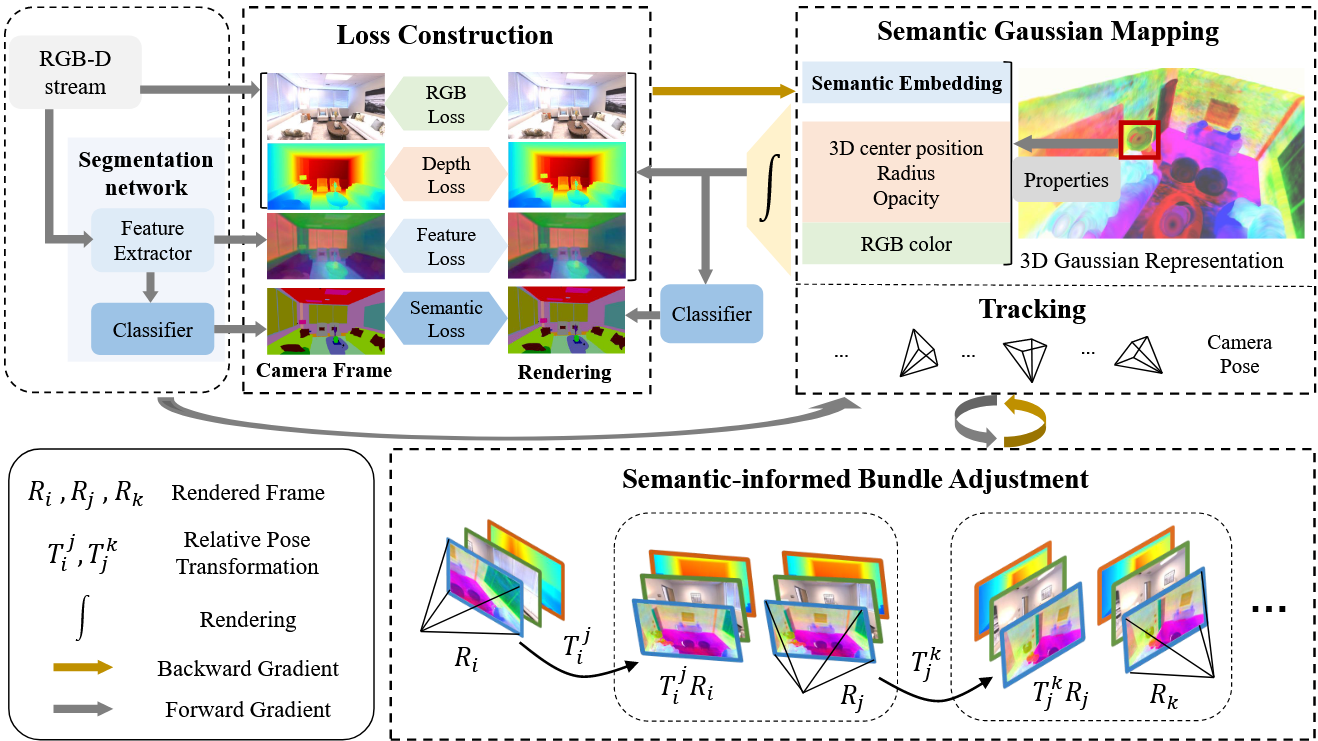 RGB-D
stream
Segmentation
network
Feature
Extractor
Classifier
Loss Construction
RGB
Loss
Depth
Loss
Feature
Loss
Semantic
Loss
Camera Frame
Rendering
Classifier
∫
Semantic Gaussian Mapping
Semantic Embedding
3D center position
Radius
Opacity
RGB color
Properties
3D Gaussian Representation
Tracking
...
...
...
Camera
Pose
R_i , R_j , R_k Rendered Frame
T_i^j , T_j^k Relative Pose
Transformation
∫ Rendering
Backward Gradient
Forward Gradient
Semantic-informed Bundle Adjustment
R_i
T_i^j
T_i^j R_i
R_j
T_j^k
T_j^k R_j
R_k
...